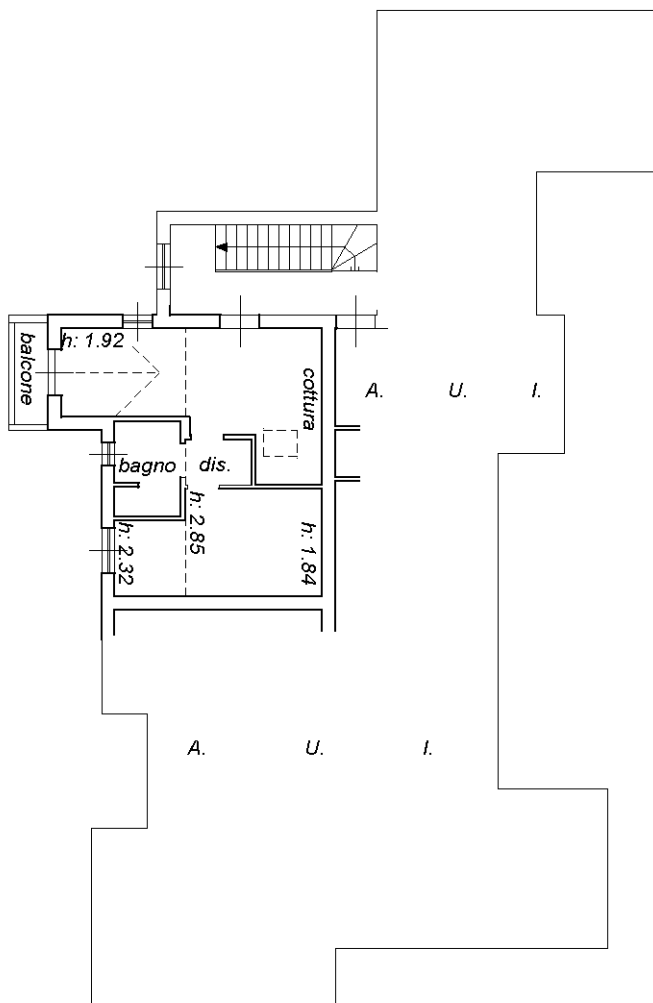 h: 1.92
balcone
cottura
A. U. I.
bagno
dis.
h: 2.32
h: 2.85
h: 1.84
A. U. I.